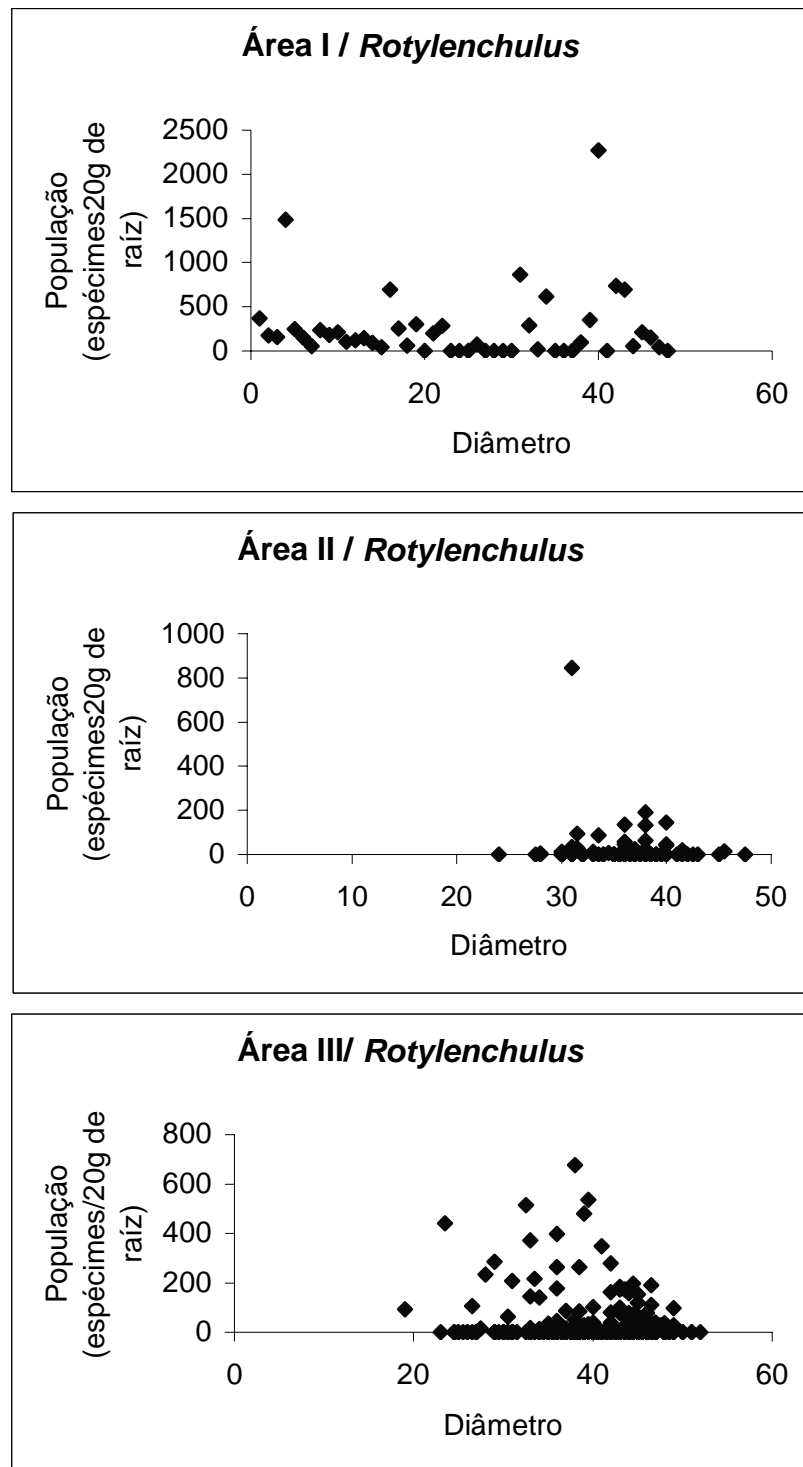 Área I / Rotylenchulus
População
(espécimes20g de
raíz)
2500
2000
1500
1000
500
0
0 20 40 60
Diâmetro
Área II / Rotylenchulus
População
(espécimes20g de
raíz)
1000
800
600
400
200
0
0 10 20 30 40 50
Diâmetro
Área III/ Rotylenchulus
População
(espécimes/20g de
raíz)
800
600
400
200
0
0 20 40 60
Diâmetro